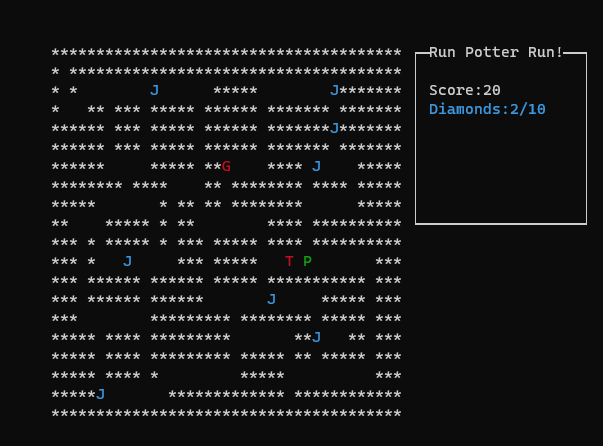 ***************************************  Run Potter Run!
* *************************************
* *        J      *****        J*******  Score:20
*   ** *** ***** ****** ******* *******  Diamonds:2/10
****** *** ***** ****** *******J*******
****** *** ***** ****** ******* *******
******     ***** **G    **** J    *****
******** ****    ** ******** **** *****
*****       * ** ** ********      *****
**    ***** * **        **** **********
*** * ***** * *** ***** **** **********
*** *   J     *** *****   T P       ***
*** ****** ****** ***** *********** ***
*** ****** ******       J     ***** ***
***        ********* ******** ***** ***
***** **** *********       **J   ** ***
***** **** ********* ***** ** ***** ***
***** **** *         *****          ***
*****J       ************* ************
***************************************